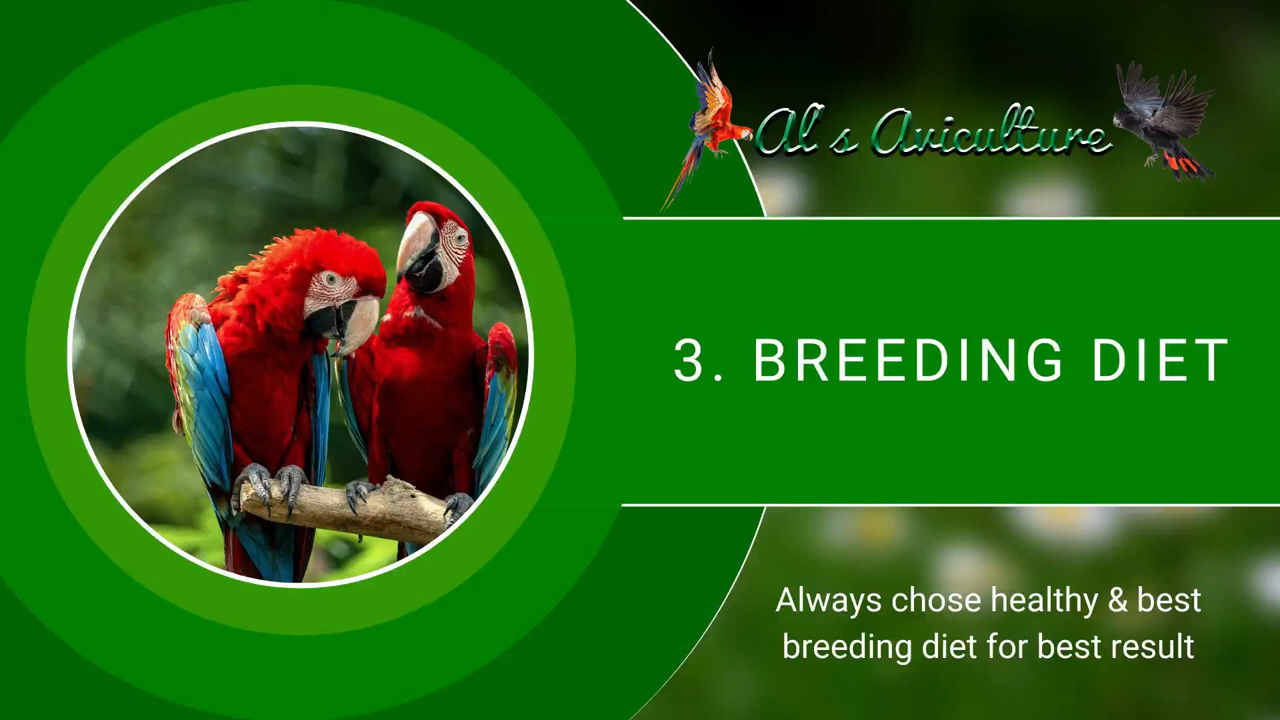 Al's Aviculture
3. BREEDING DIET
Always chose healthy & best
breeding diet for best result